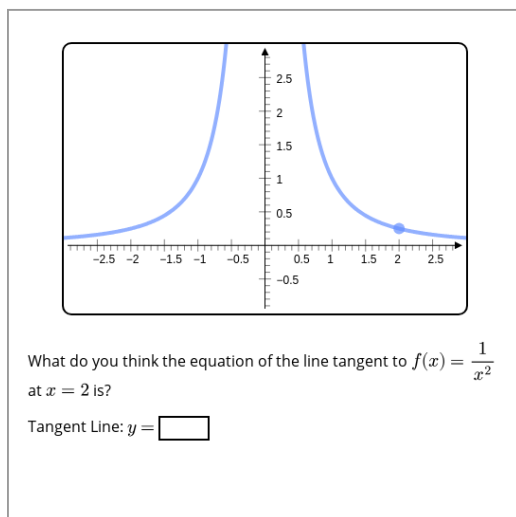 2.5
2
1.5
1
0.5
-2.5 -2 -1.5 -1 -0.5 0.5 1 1.5 2 2.5
-0.5
What do you think the equation of the line tangent to f(x) = 1/x²
at x = 2 is?
Tangent Line: y =